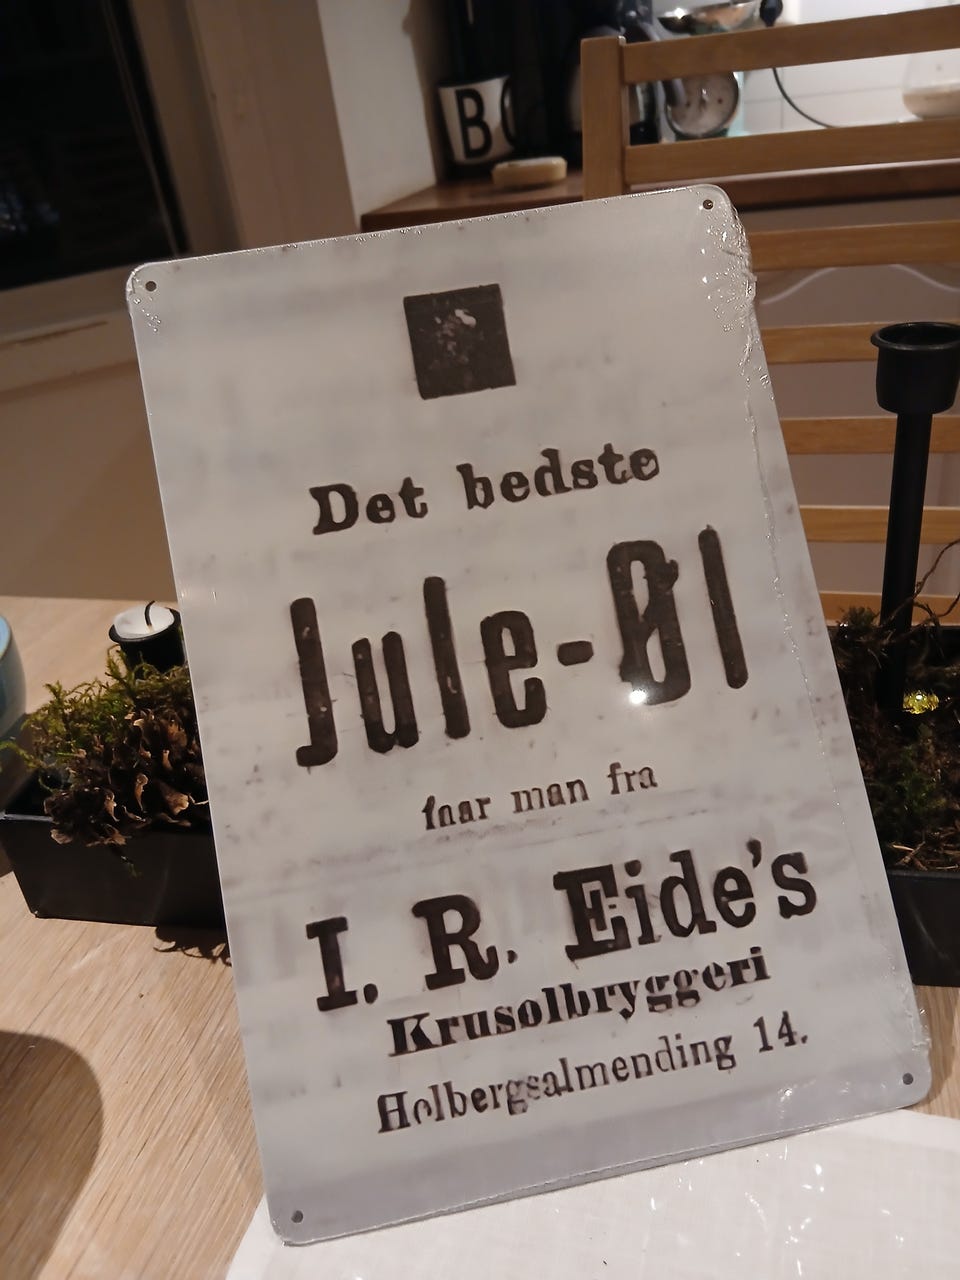 B
Det bedste
Jule-Øl
faar man fra
I. R. Eide's
Krusølbryggeri
Holbergsalmending 14.